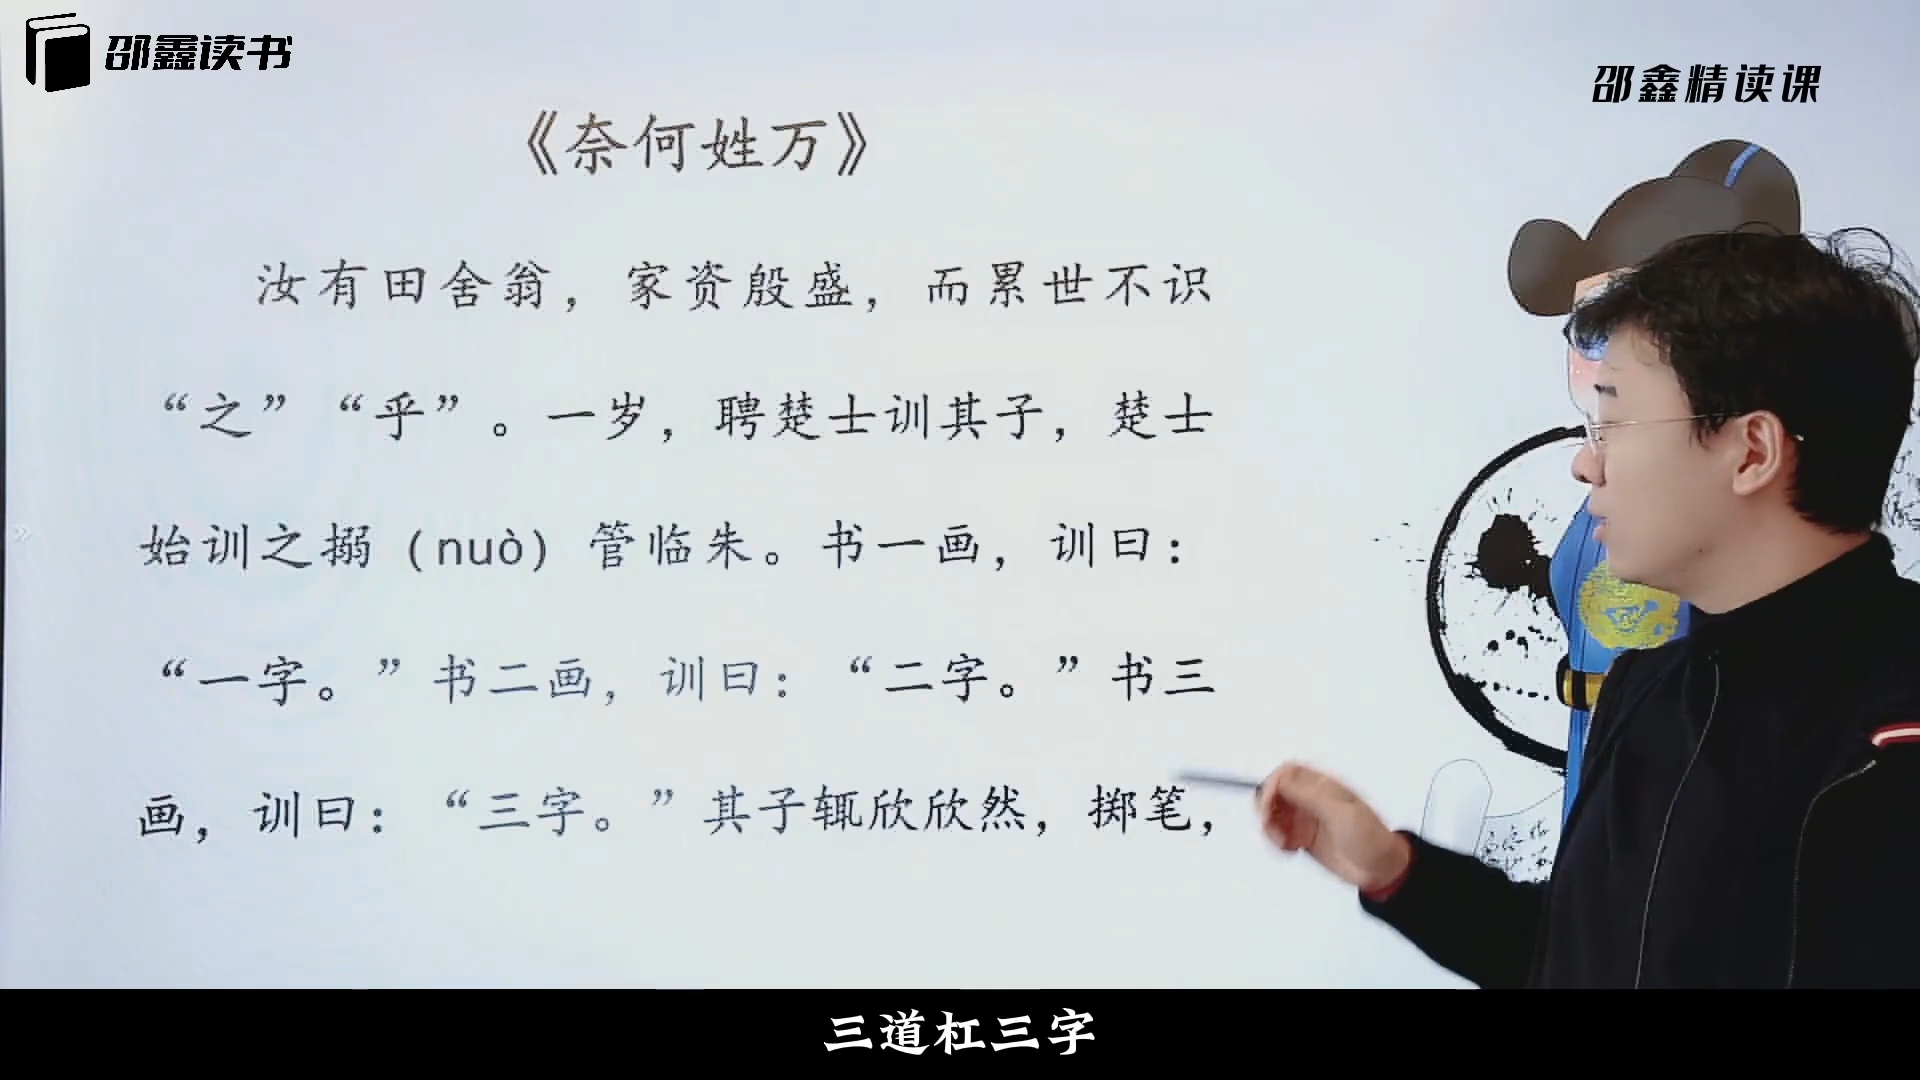 邵鑫读书
邵鑫精读课
《奈何姓万》
汝有田舍翁，家资殷盛，而累世不识
“之”“乎”。一岁，聘楚士训其子，楚士
始训之搦（nuò）管临朱。书一画，训曰：
“一字。”书二画，训曰：“二字。”书三
画，训曰：“三字。”其子辄欣欣然，掷笔，
三道杠三字